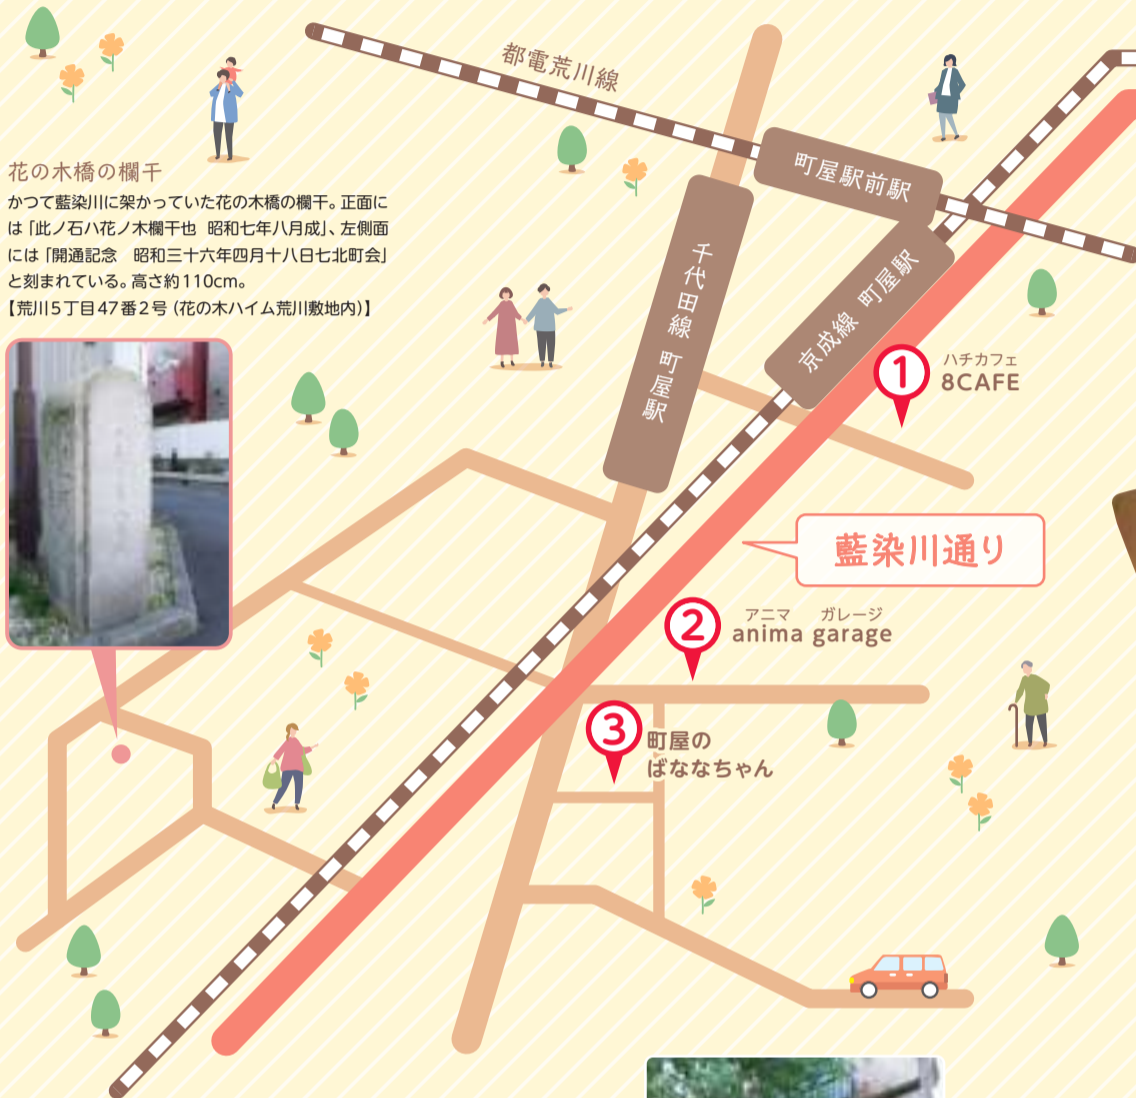 都電荒川線
町屋駅前駅
花の木橋の欄干
かつて藍染川に架かっていた花の木橋の欄干。正面に
は「此ノ石ハ花ノ木欄干也　昭和七年八月成」、左側面
には「開通記念　昭和三十六年四月十八日七北町会」
と刻まれている。高さ約110cm。
【荒川5丁目47番2号（花の木ハイム荒川敷地内）】
千代田線 町屋駅
京成線 町屋駅
1
ハチカフェ
8CAFE
藍染川通り
2
アニマ ガレージ
anima garage
3
町屋の
ばななちゃん